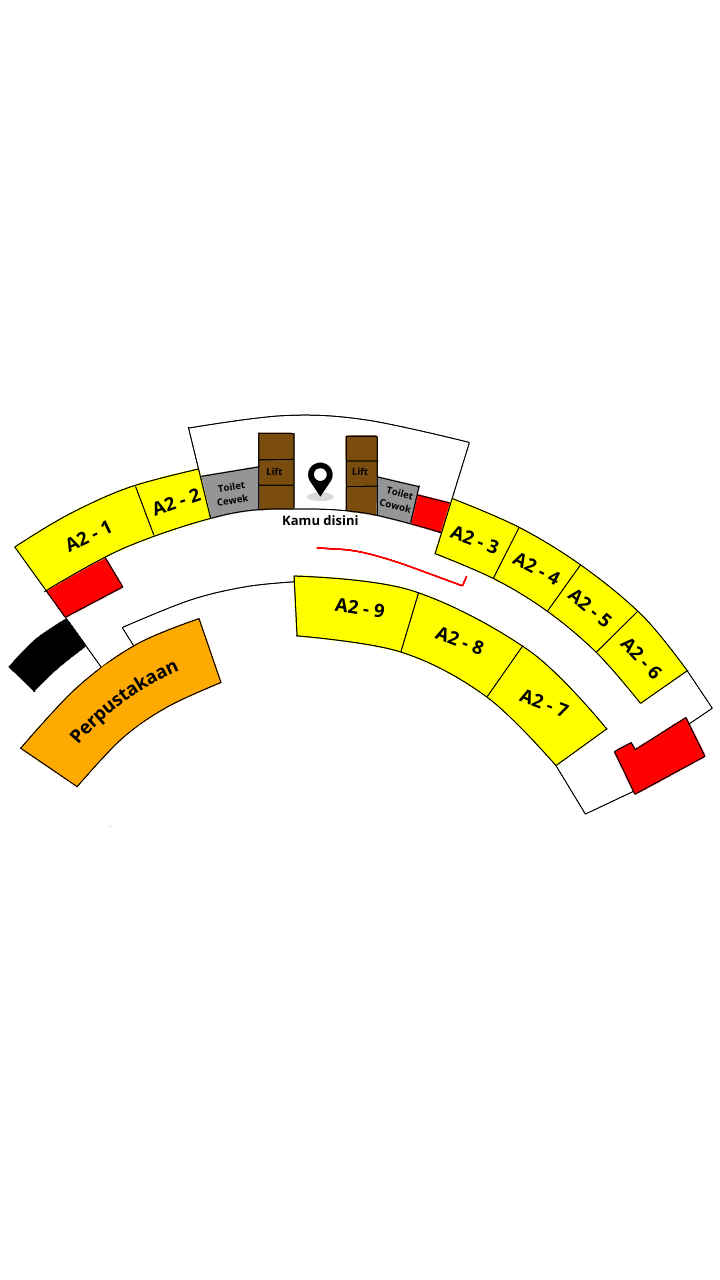 A2 - 1
A2 - 2
Toilet
Cewek
Lift
Lift
Toilet
Cowok
Kamu disini
A2 - 3
A2 - 4
A2 - 5
A2 - 6
A2 - 9
A2 - 8
A2 - 7
Perpustakaan